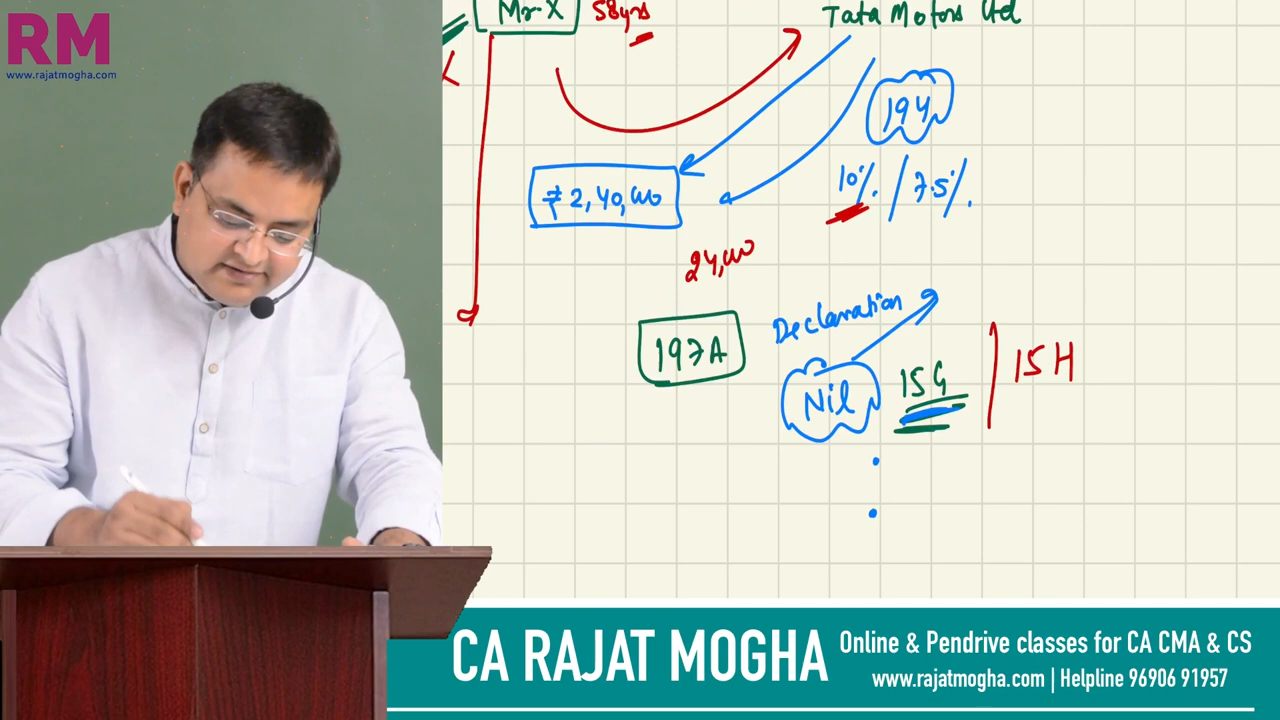 RM
www.rajatmogha.com
Mr. X 58yrs
Tata Motors Ltd
194
10% / 7.5%.
₹ 2,40,000
24,000
Declaration
197A
Nil 15G 15H
CA RAJAT MOGHA
Online & Pendrive classes for CA CMA & CS
www.rajatmogha.com | Helpline 96906 91957